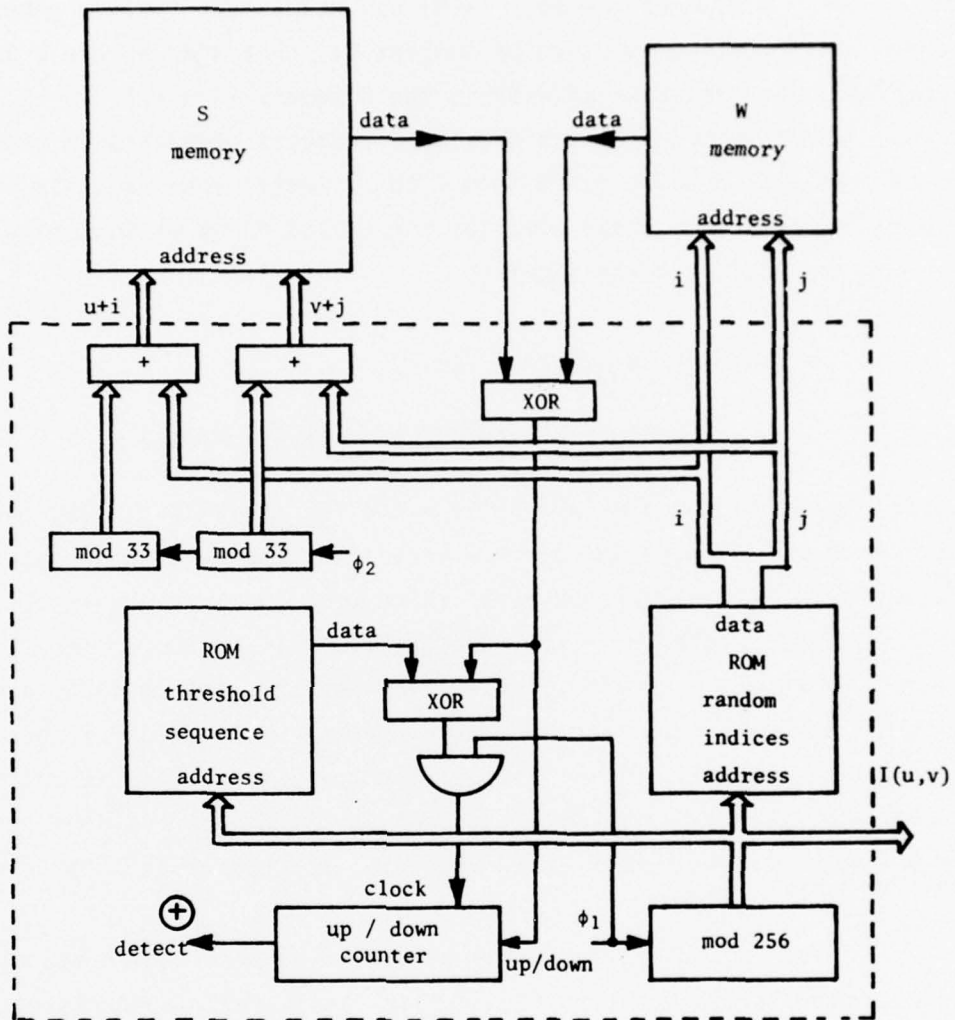 S
memory
data
address
data
W
memory
address
u+i
v+j
i
j
+
+
XOR
i
j
mod 33
mod 33
ϕ2
ROM
threshold
sequence
address
data
XOR
data
ROM
random
indices
address
I(u,v)
clock
+
detect
up / down
counter
up/down
ϕ1
mod 256